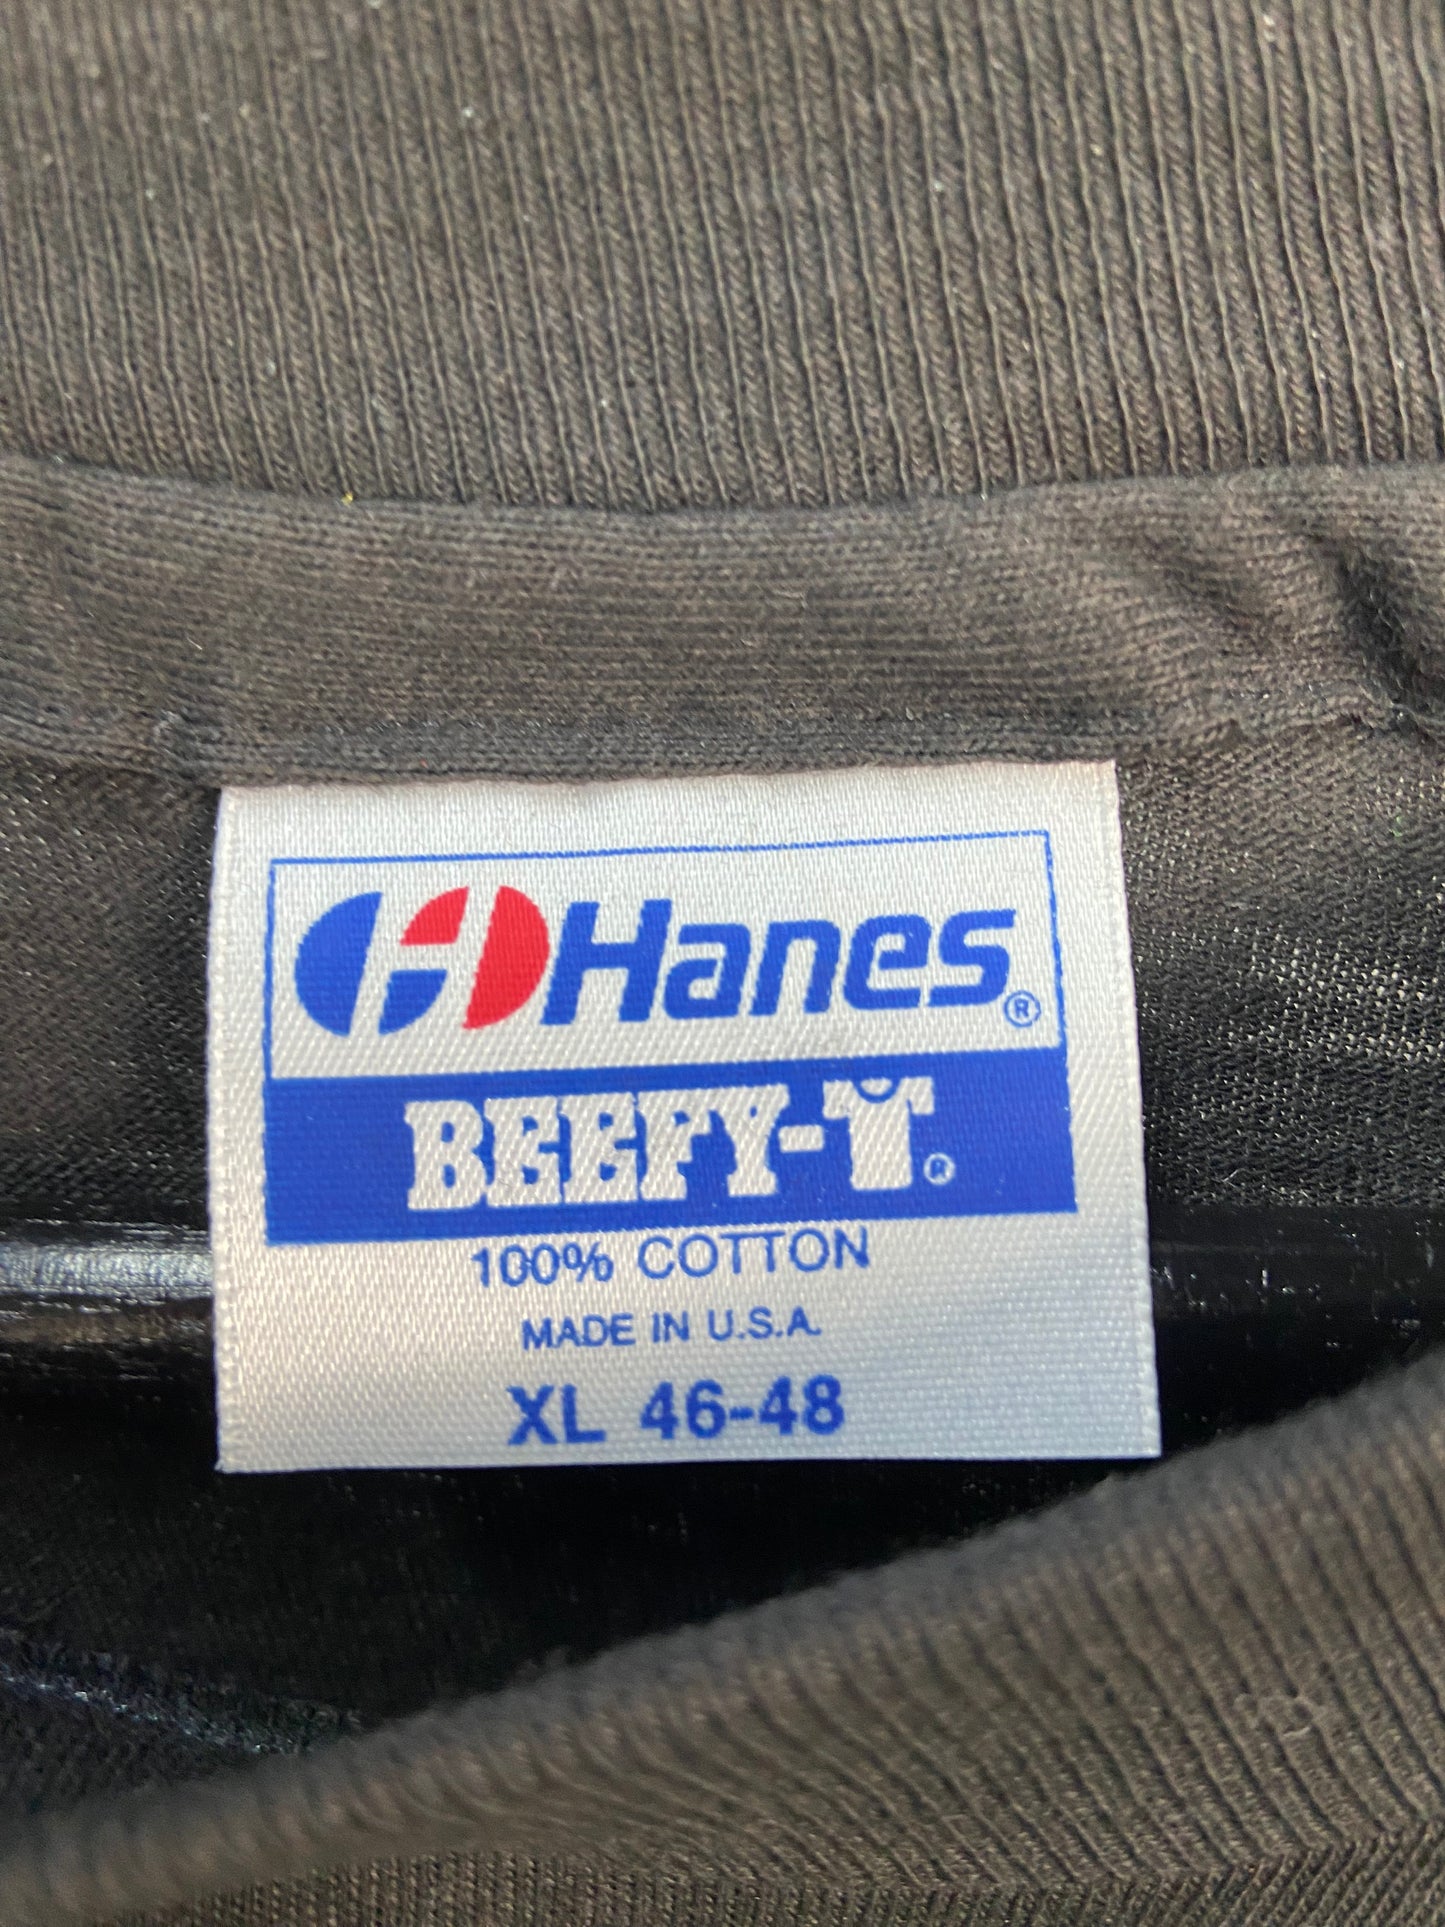 Hanes®
BEEFY-T®
100% COTTON
MADE IN U.S.A.
XL 46-48